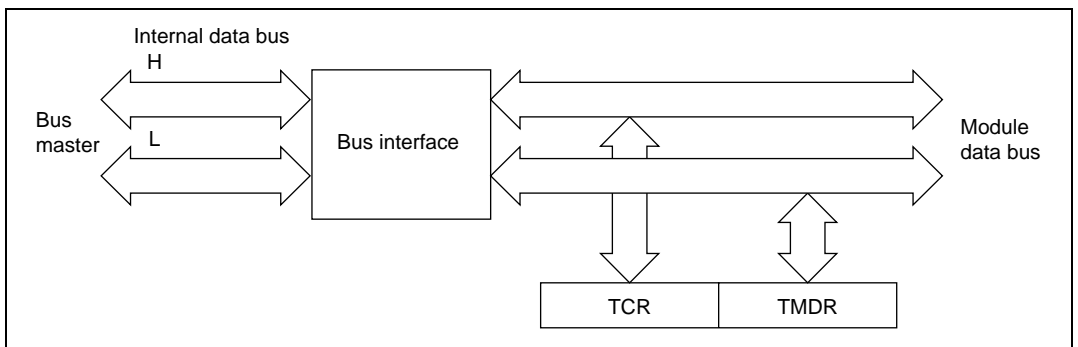 Internal data bus
H
Bus
master
L
Bus interface
Module
data bus
TCR
TMDR